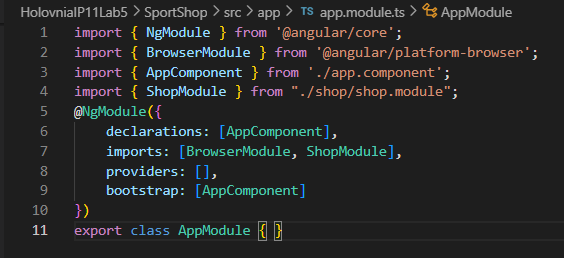 HolovnialP11Lab5 > SportShop > src > app > TS app.module.ts > AppModule
1 import { NgModule } from '@angular/core';
2 import { BrowserModule } from '@angular/platform-browser';
3 import { AppComponent } from './app.component';
4 import { ShopModule } from "./shop/shop.module";
5 @NgModule({
6 declarations: [AppComponent],
7 imports: [BrowserModule, ShopModule],
8 providers: [],
9 bootstrap: [AppComponent]
10 })
11 export class AppModule { }